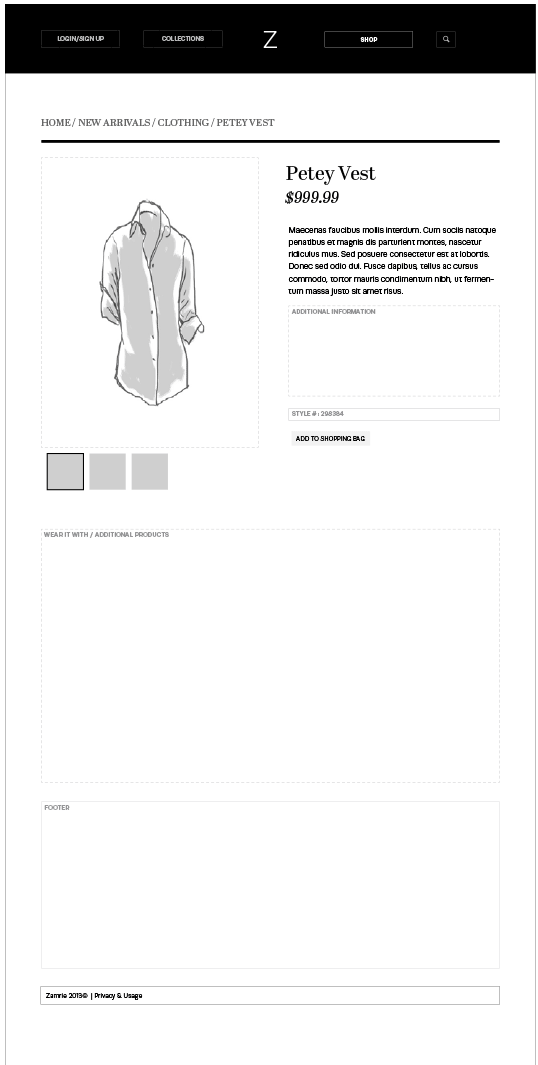 LOGIN/SIGN UP
COLLECTIONS
Z
SHOP
HOME / NEW ARRIVALS / CLOTHING / PETEY VEST
Petey Vest
$999.99
Maecenas faucibus mollis interdum. Cum sociis natoque
penatibus et magnis dis parturient montes, nascetur
ridiculus mus. Sed posuere consectetur est at lobortis.
Donec sed odio dui. Fusce dapibus, tellus ac cursus
commodo, tortor mauris condimentum nibh, ut fermen-
tum massa justo sit amet risus.
ADDITIONAL INFORMATION
STYLE # : 298384
ADD TO SHOPPING BAG
WEAR IT WITH / ADDITIONAL PRODUCTS
FOOTER
Zamrie 2013© | Privacy & Usage